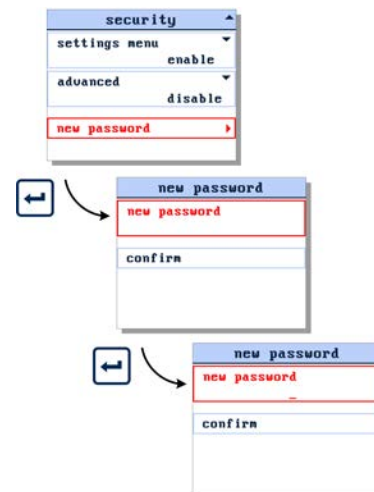 security
settings menu
enable
advanced
disable
new password
new password
new password
confirm
new password
new password
_
confirm